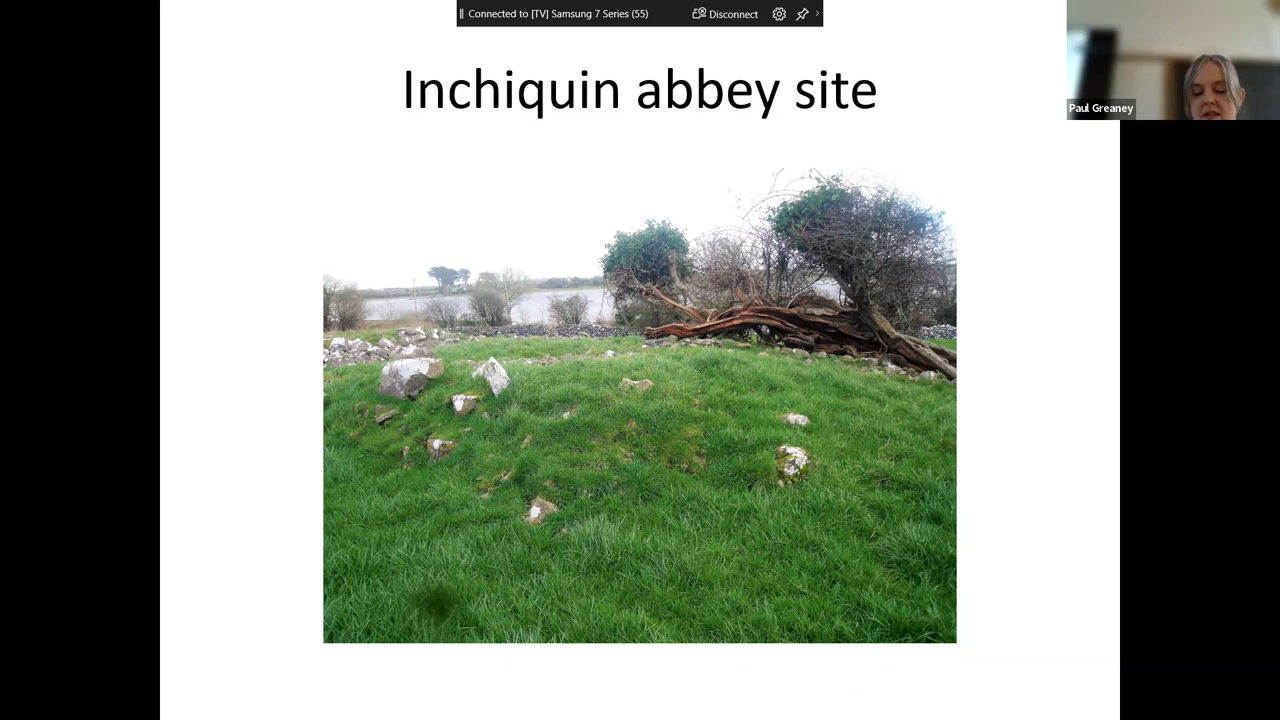 Connected to [TV] Samsung 7 Series (55)
Disconnect
Inchiquin abbey site
Paul Greaney